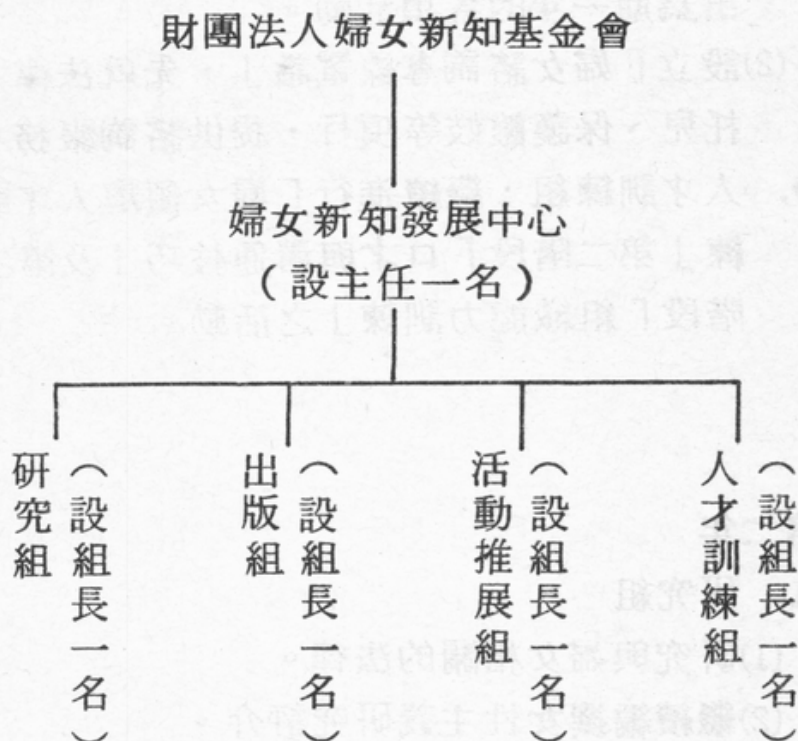 財團法人婦女新知基金會
婦女新知發展中心
（設主任一名）
研究組
（設組長一名）
出版組
（設組長一名）
活動推展組
（設組長一名）
人才訓練組
（設組長一名）